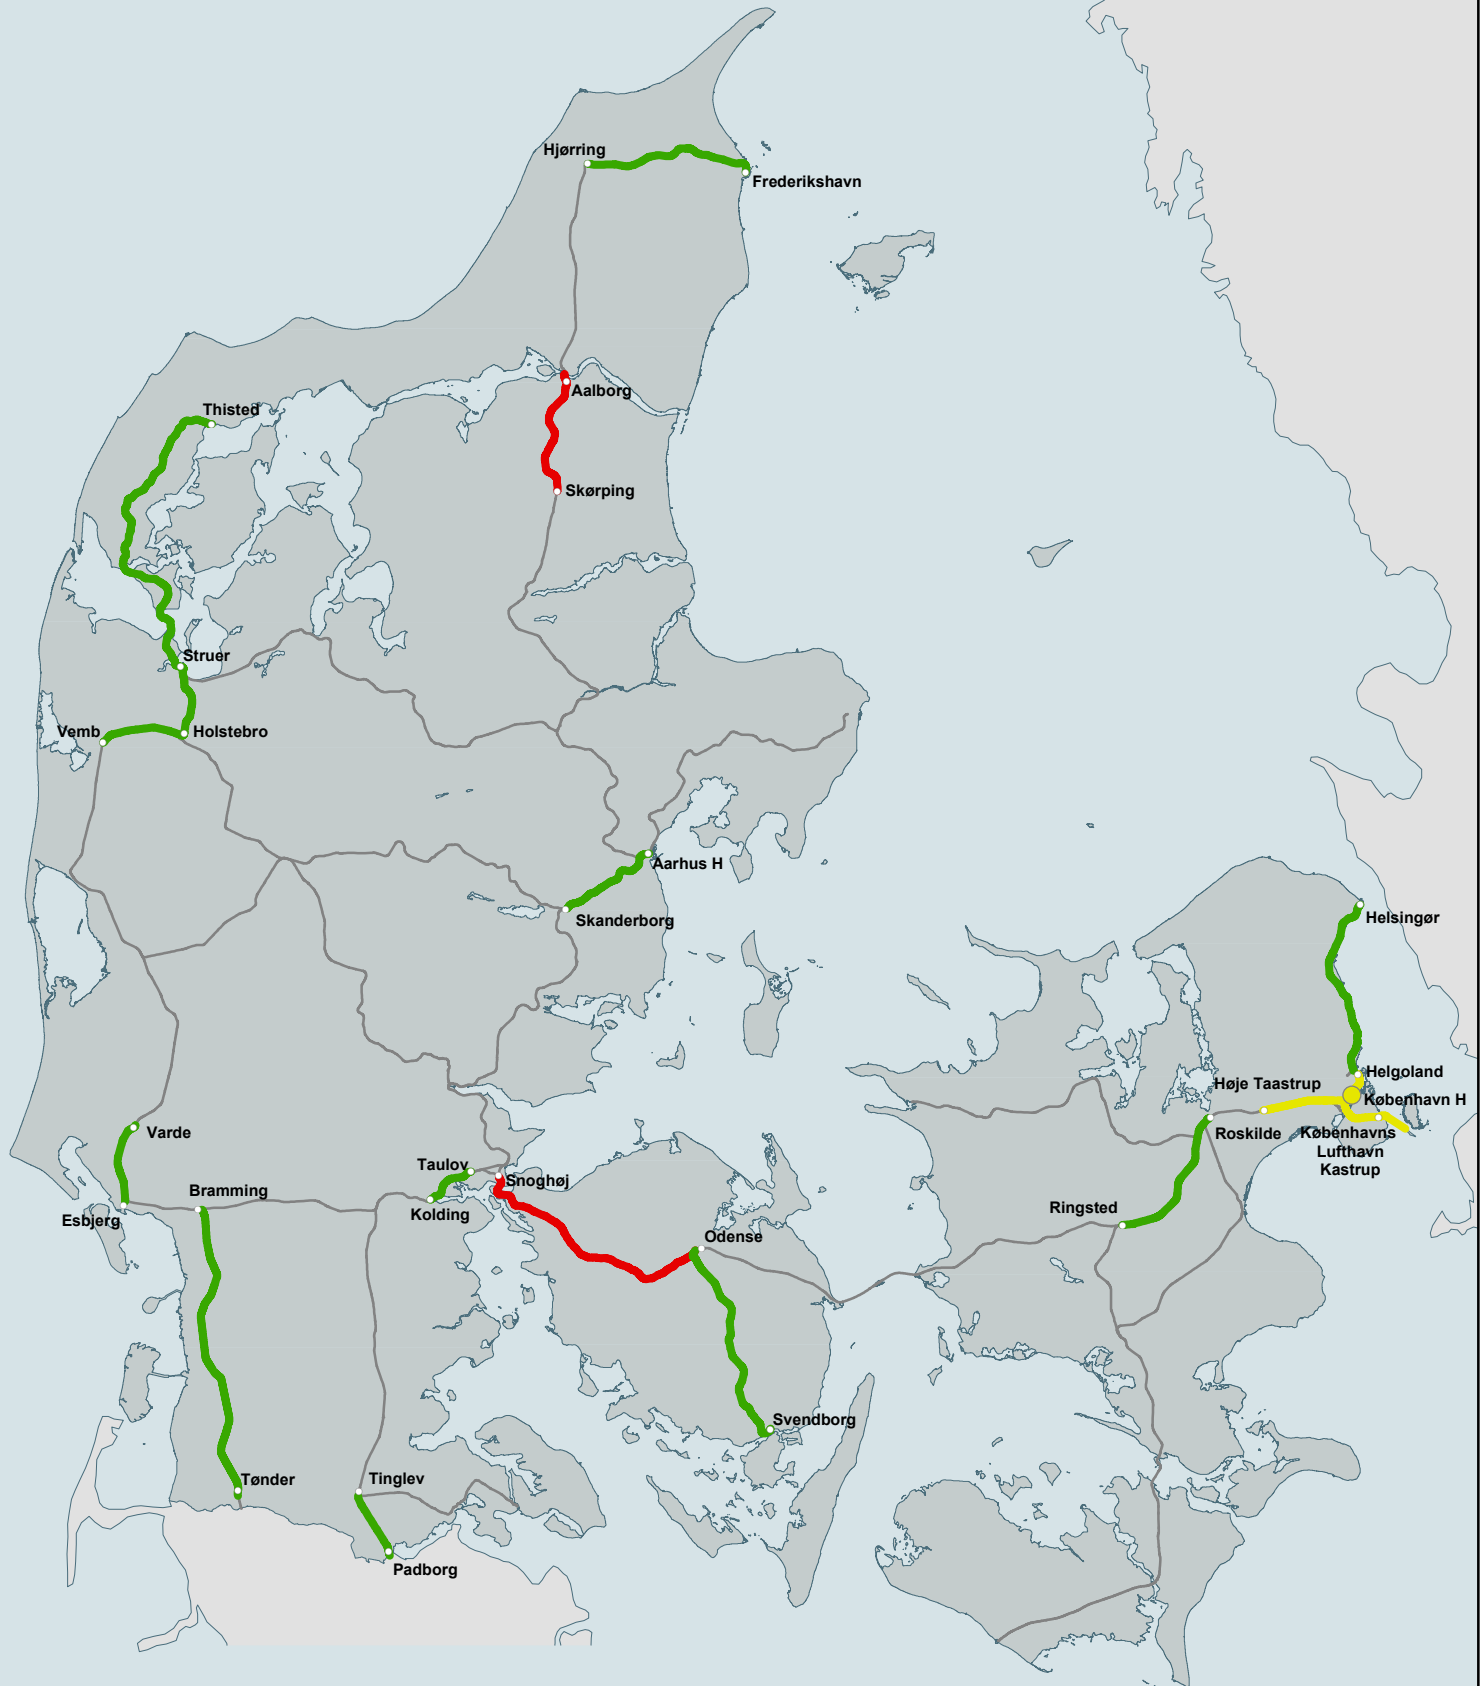 Hjørring
Frederikshavn
Aalborg
Thisted
Skørping
Struer
Vemb
Holstebro
Aarhus H
Skanderborg
Helsingør
Helgoland
Høje Taastrup
København H
Varde
Roskilde
Københavns
Lufthavn
Kastrup
Taulov
Snoghøj
Bramming
Kolding
Esbjerg
Ringsted
Odense
Svendborg
Tønder
Tinglev
Padborg